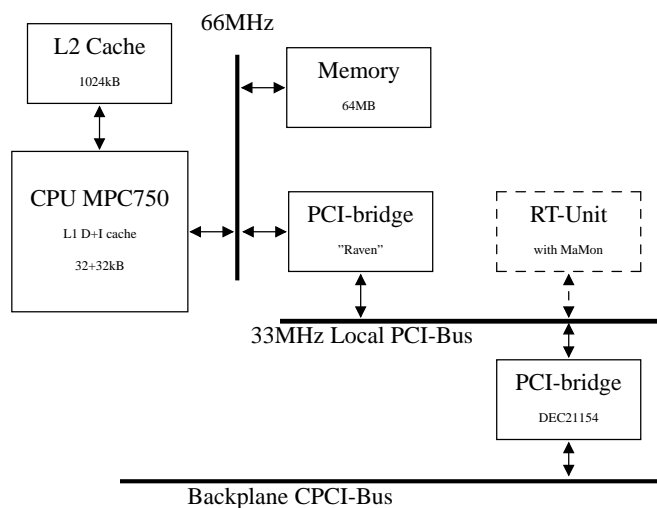 66MHz
L2 Cache
1024kB
Memory
64MB
CPU MPC750
L1 D+I cache
32+32kB
PCI-bridge
”Raven”
RT-Unit
with MaMon
33MHz Local PCI-Bus
PCI-bridge
DEC21154
Backplane CPCI-Bus